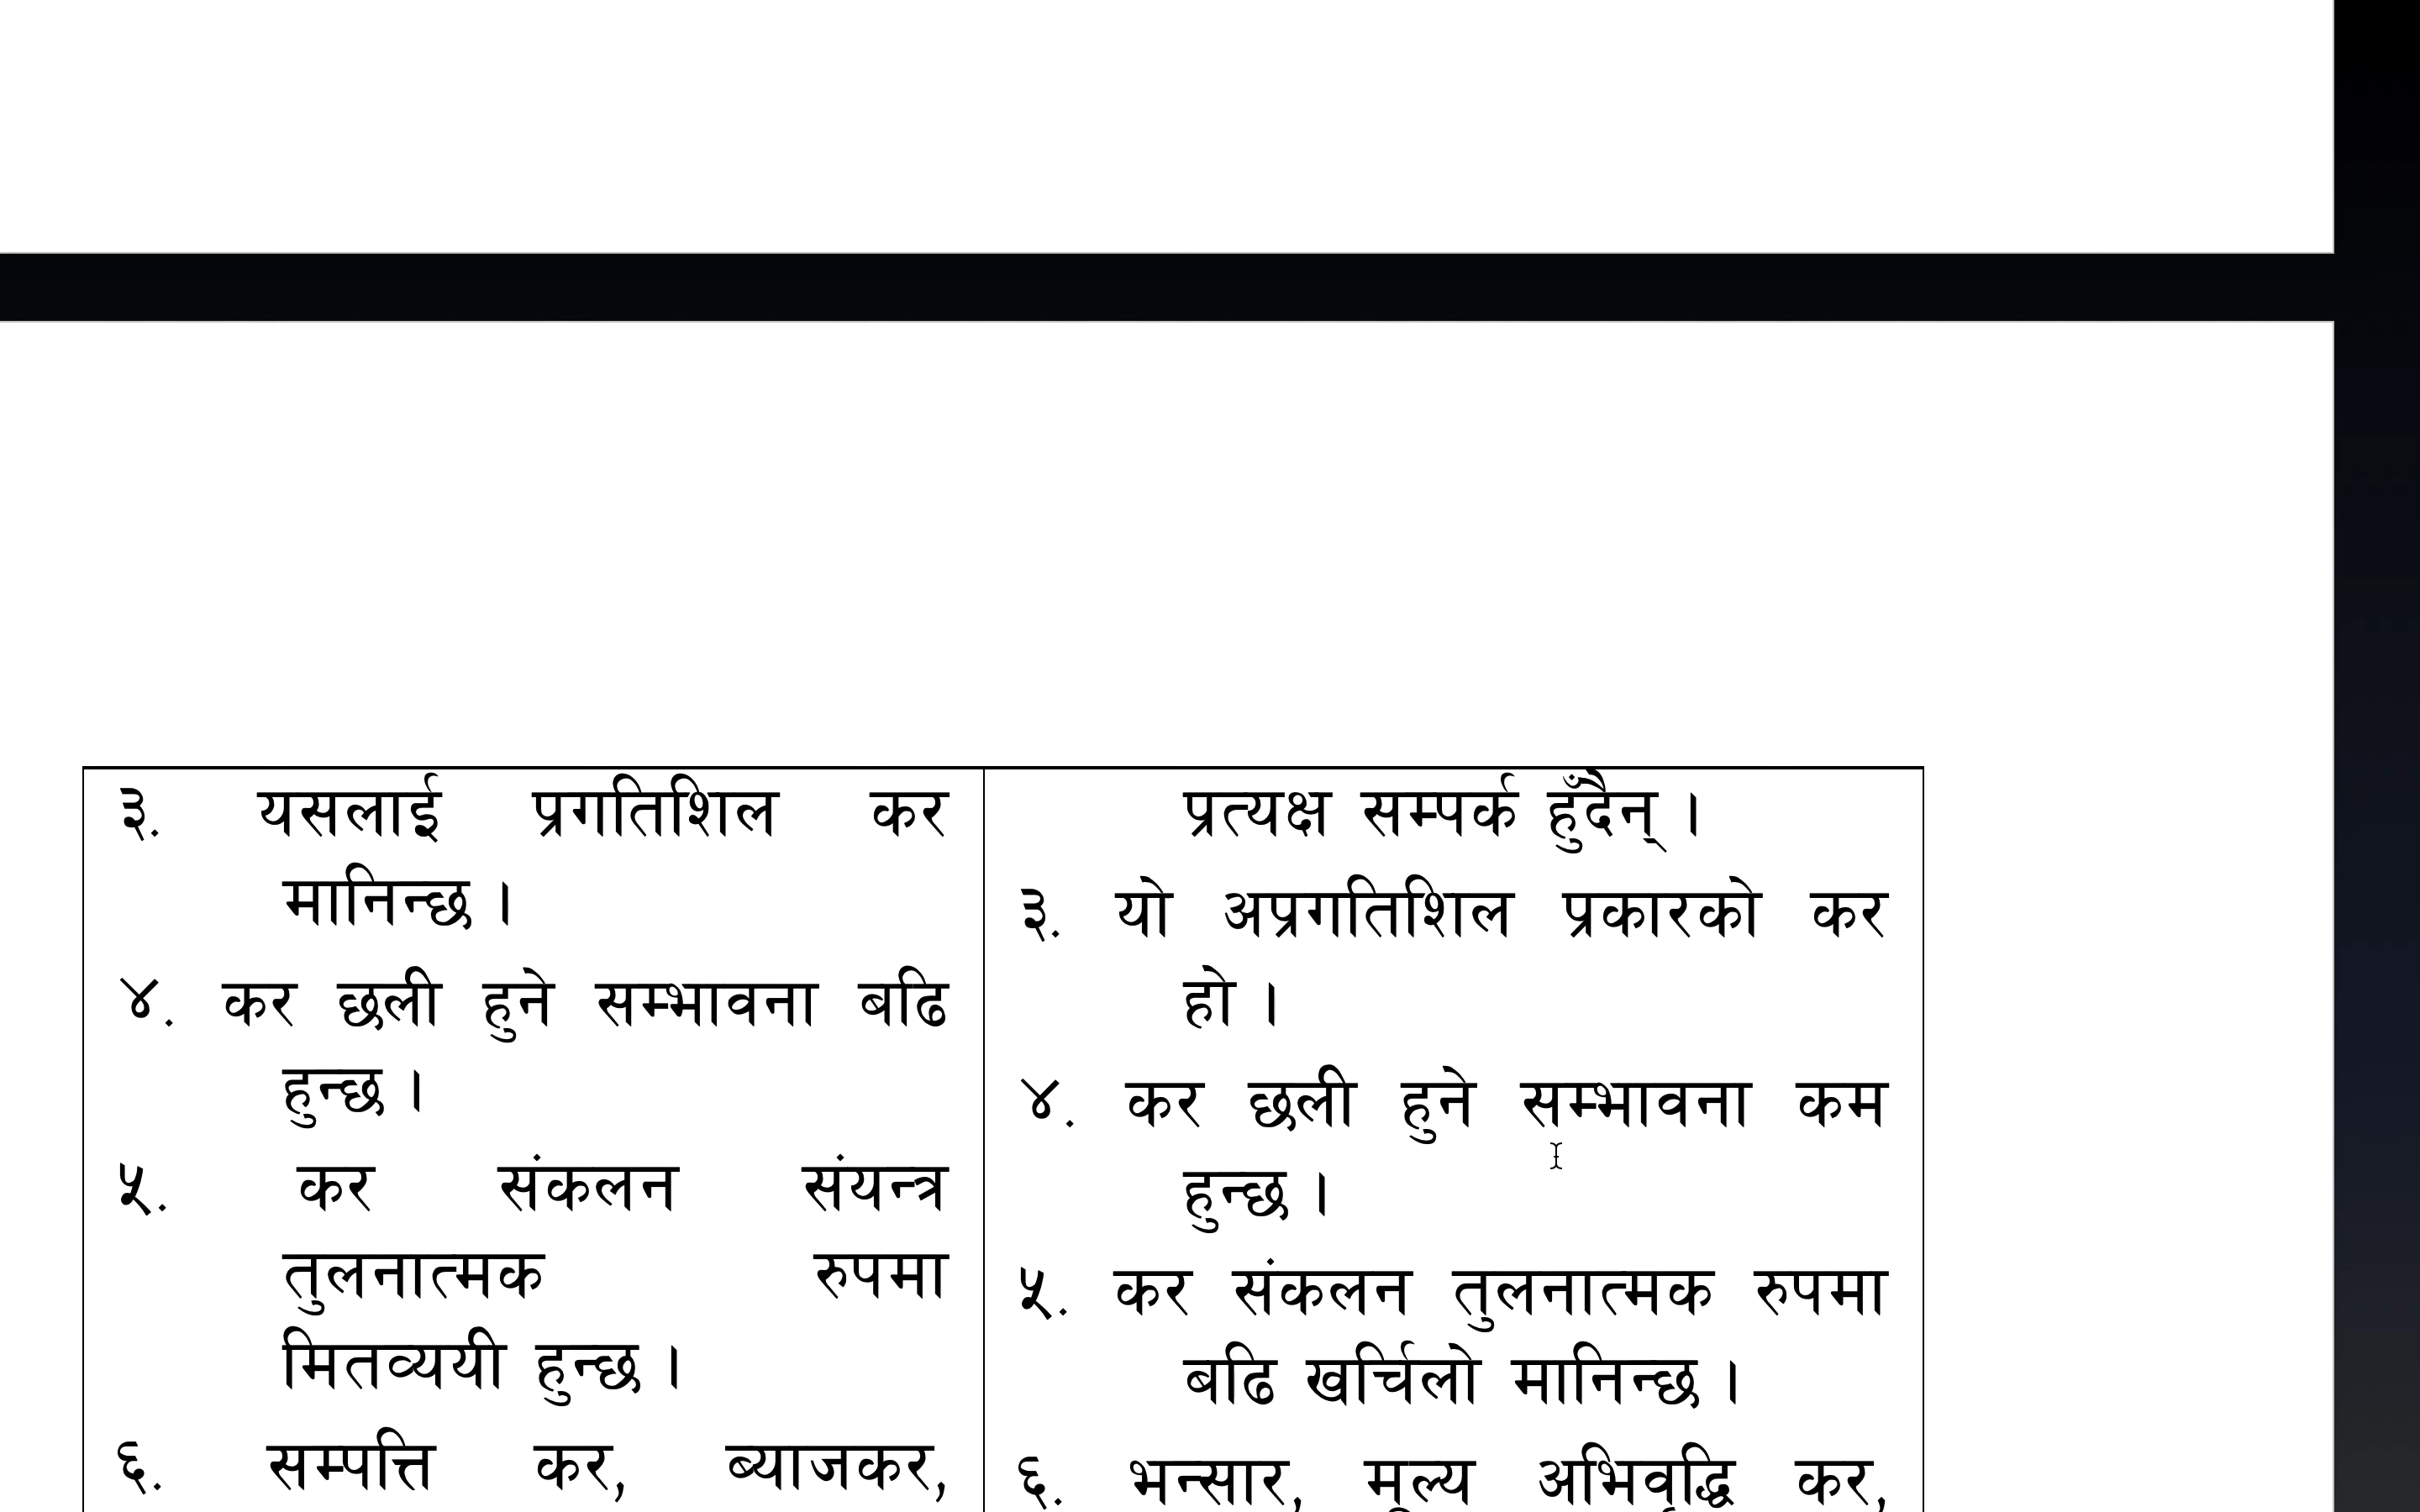 ३. यसलाई प्रगतिशिल कर
मानिन्छ ।
४. कर छली हुने सम्भावना बढि
हुन्छ ।
५. कर संकलन संयन्त्र
तुलनात्मक रुपमा
मितव्ययी हुन्छ ।
६. सम्पत्ति कर, ब्याजकर,
प्रत्यक्ष सम्पर्क हुँदैन् ।
३. यो अप्रगतिशिल प्रकारको कर
हो ।
४. कर छली हुने सम्भावना कम
हुन्छ ।
५. कर संकलन तुलनात्मक रुपमा
बढि खर्चिलो मानिन्छ ।
६. भन्सार, मूल्य अभिवृद्धि कर,